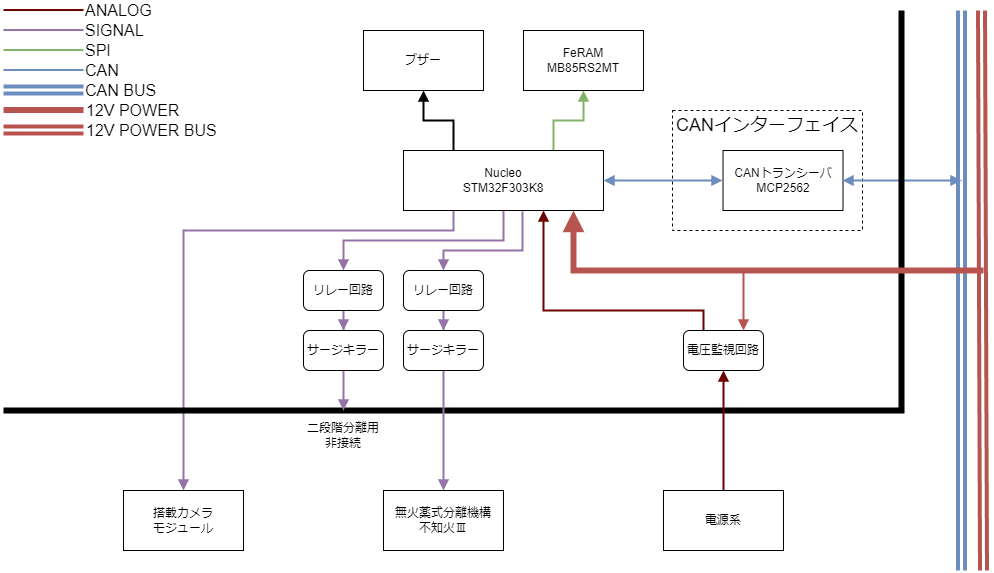 ANALOG
SIGNAL
SPI
CAN
CAN BUS
12V POWER
12V POWER BUS
ブザー
FeRAM
MB85RS2MT
CANインターフェイス
Nucleo
STM32F303K8
CANトランシーバ
MCP2562
リレー回路
リレー回路
サージキラー
サージキラー
電圧監視回路
二段階分離用
非接続
搭載カメラ
モジュール
無火薬式分離機構
不知火Ⅲ
電源系